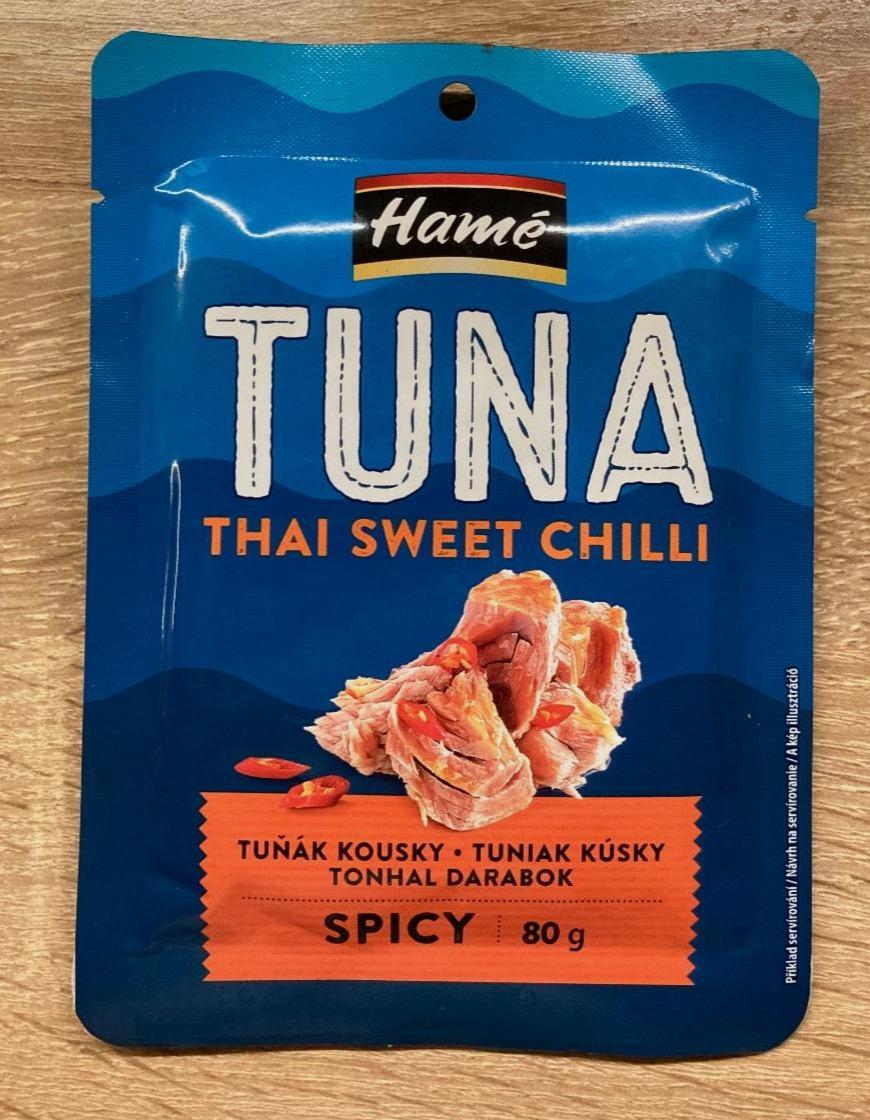 Hamé
TUNA
THAI SWEET CHILLI
TUŇÁK KOUSKY • TUNIAK KÚSKY
TONHAL DARABOK
SPICY 80 g
Příklad servírování / Návrh na servírovanie / A kép illusztráció